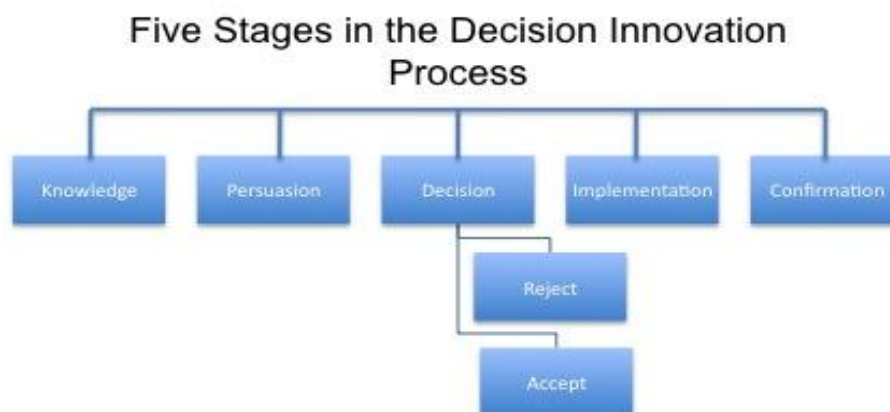 Five Stages in the Decision Innovation
Process
Knowledge
Persuasion
Decision
Implementation
Confirmation
Reject
Accept